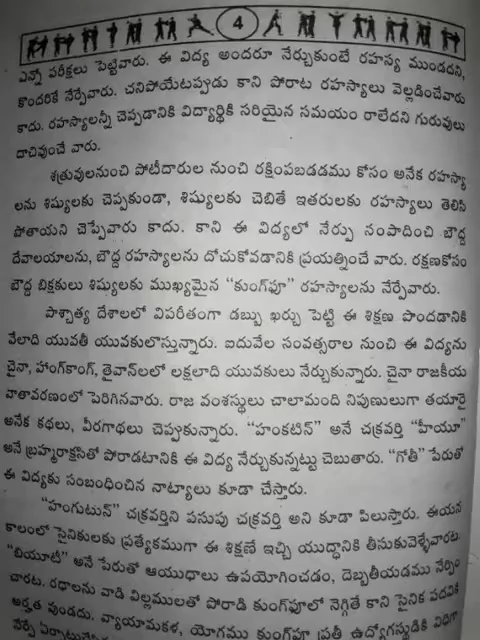 4
ఎన్నో పరీక్షలు పెట్టేవారు. ఈ విద్య అందరూ నేర్చుకుంటే రహస్య ముండదని,
కొందరికే నేర్పేవారు. చనిపోయేటప్పుడు కాని పోరాట రహస్యాలు వెల్లడించేవారు
కాదు. రహస్యాలన్నీ చెప్పడానికి విద్యార్థికి సరియైన సమయం రాలేదని గురువులు
దాచివుంచే వారు.
శత్రువులనుంచి పోటీదారుల నుంచి రక్షింపబడడము కోసం అనేక రహస్యా
లను శిష్యులకు చెప్పకుండా, శిష్యులకు చెబితే ఇతరులకు రహస్యాలు తెలిసి
పోతాయని చెప్పేవారు కాదు. కాని ఈ విద్యలో నేర్పు సంపాదించి బౌద్ధ
దేవాలయాలను, బౌద్ధ రహస్యాలను దోచుకోవడానికి ప్రయత్నించే వారు. రక్షణకోసం
బౌద్ధ బిక్షకులు శిష్యులకు ముఖ్యమైన "కుంగ్‌ఫూ" రహస్యాలను నేర్పేవారు.
పాశ్చాత్య దేశాలలో విపరీతంగా డబ్బు ఖర్చు పెట్టి ఈ శిక్షణ పొందడానికి
వేలాది యువతీ యువకులొస్తున్నారు. ఐదువేల సంవత్సరాల నుంచి ఈ విద్యను
చైనా, హాంగ్‌కాంగ్, తైవాన్‌లలో లక్షలాది యువకులు నేర్చుకున్నారు. చైనా రాజకీయ
వాతావరణంలో పెరిగినవారు. రాజ వంశస్థులు చాలామంది నిపుణులుగా తయారై
అనేక కథలు, వీరగాథలు చెప్పుకున్నారు. "హంకటిన్" అనే చక్రవర్తి "హీయూ"
అనే బ్రహ్మరాక్షసితో పోరాడటానికి ఈ విద్య నేర్చుకున్నట్టు చెబుతారు. "గోతీ" పేరుతో
ఈ విద్యకు సంబంధించిన నాట్యాలు కూడా చేస్తారు.
"హంగుటున్" చక్రవర్తిని పసుపు చక్రవర్తి అని కూడా పిలుస్తారు. ఈయన
కాలంలో సైనికులకు ప్రత్యేకముగా ఈ శిక్షణే ఇచ్చి యుద్ధానికి తీసుకువెళ్ళేవారట.
"బియూటి" అనే పేరుతో ఆయుధాలు ఉపయోగించడం, దెబ్బతీయడము నేర్పిం
చారట. రధాలను వాడి విల్లములతో పోరాడి కుంగ్‌ఫూలో నెగ్గితే కాని సైనిక పదవికి
అర్హత వుండదు. వ్యాయామకళ, యోగము కుంగ్‌ఫూ ప్రతీ ఉద్యోగస్తుడికి విధిగా
నేర్పే